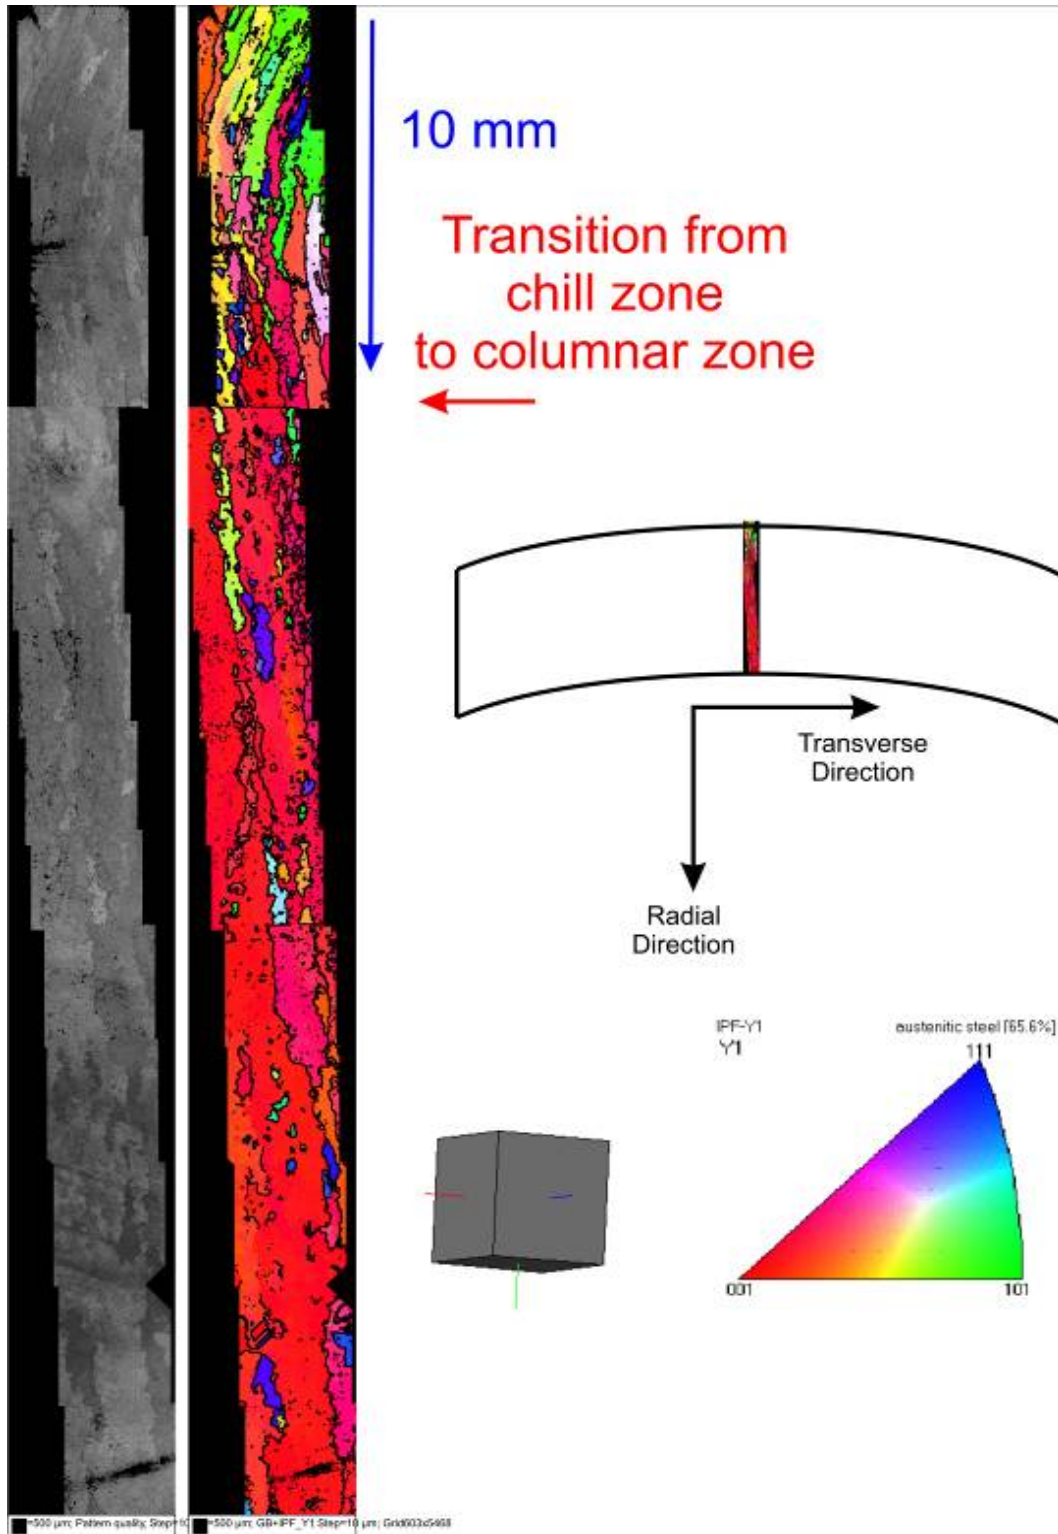 10 mm
Transition from
chill zone
to columnar zone
Transverse
Direction
Radial
Direction
IPF-Y1
Y1
austenitic steel [65.6%]
111
001
101
=500 µm; Pattern quality; Step=10
=500 µm; GB+IPF_Y1; Step=10 µm; Grid603x5468